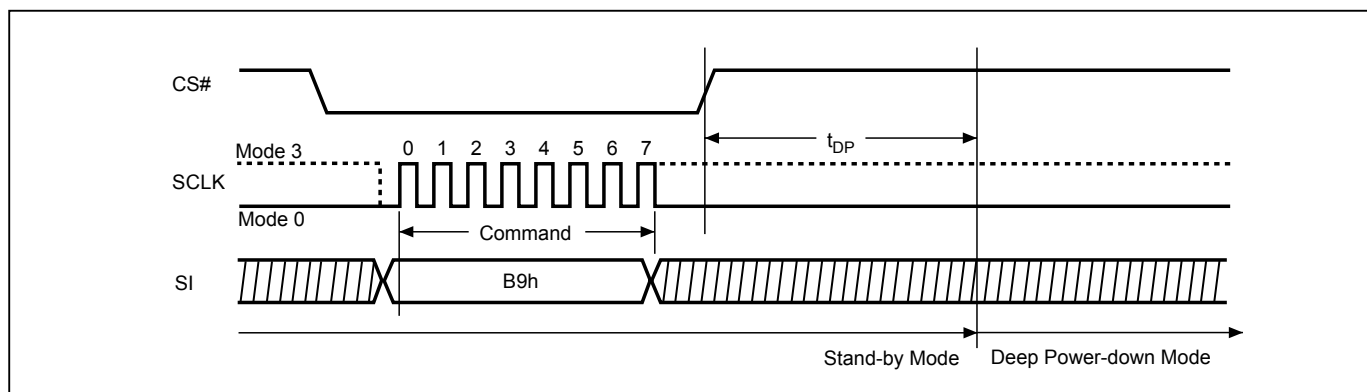 CS#
t_DP
Mode 3
0 1 2 3 4 5 6 7
SCLK
Mode 0
Command
SI
B9h
Stand-by Mode
Deep Power-down Mode